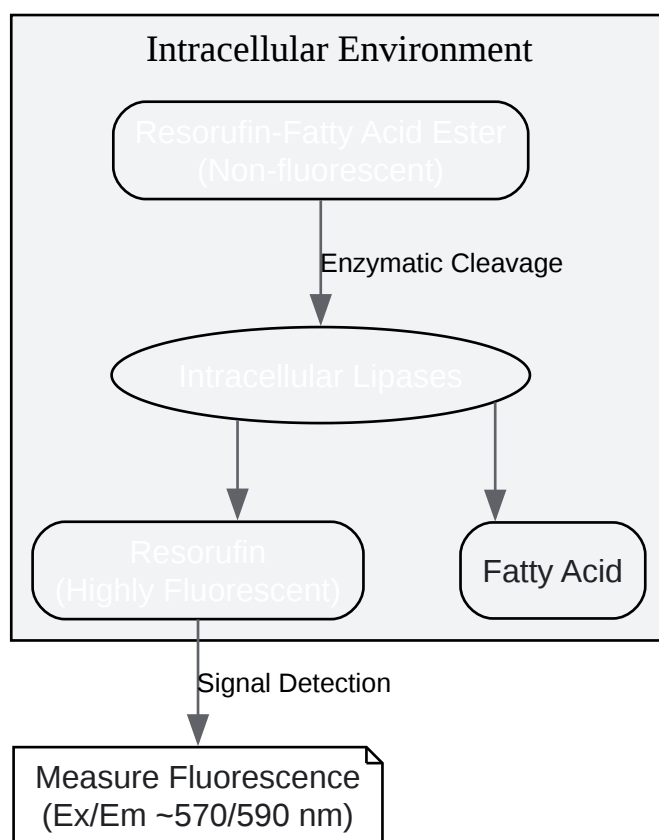 Intracellular Environment
Resorufin-Fatty Acid Ester
(Non-fluorescent)
Enzymatic Cleavage
Intracellular Lipases
Resorufin
(Highly Fluorescent)
Fatty Acid
Signal Detection
Measure Fluorescence
(Ex/Em ~570/590 nm)